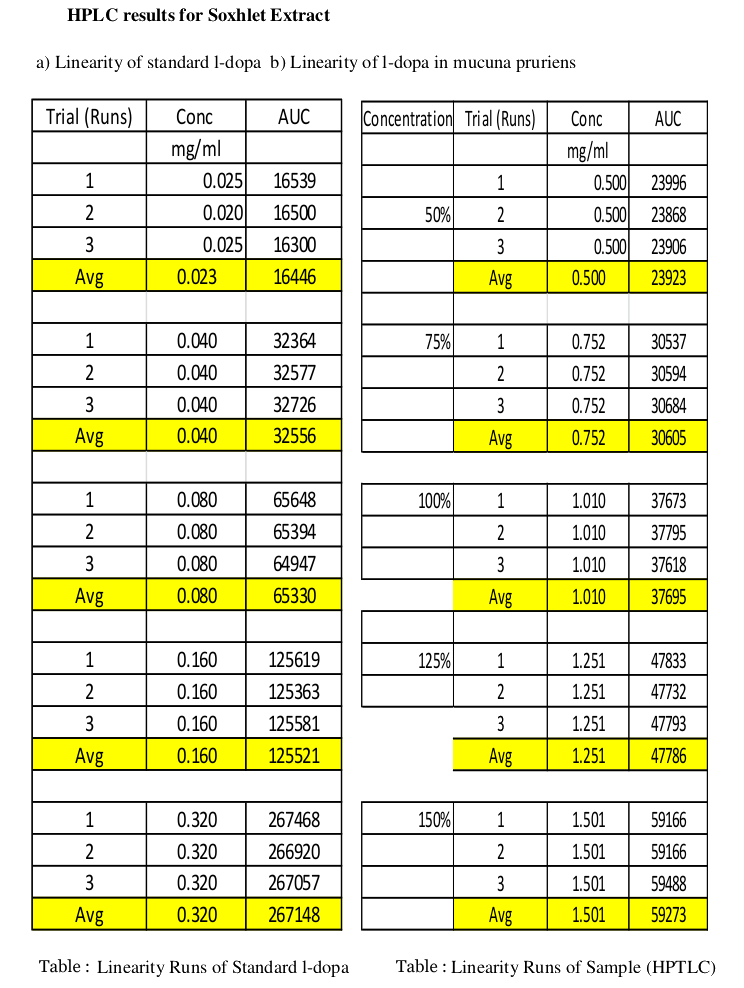 HPLC results for Soxhlet Extract
a) Linearity of standard l-dopa b) Linearity of l-dopa in mucuna pruriens
Trial (Runs) Conc AUC
mg/ml
1 0.025 16539
2 0.020 16500
3 0.025 16300
Avg 0.023 16446
1 0.040 32364
2 0.040 32577
3 0.040 32726
Avg 0.040 32556
1 0.080 65648
2 0.080 65394
3 0.080 64947
Avg 0.080 65330
1 0.160 125619
2 0.160 125363
3 0.160 125581
Avg 0.160 125521
1 0.320 267468
2 0.320 266920
3 0.320 267057
Avg 0.320 267148
Table : Linearity Runs of Standard l-dopa
Concentration Trial (Runs) Conc AUC
mg/ml
1 0.500 23996
50% 2 0.500 23868
3 0.500 23906
Avg 0.500 23923
75% 1 0.752 30537
2 0.752 30594
3 0.752 30684
Avg 0.752 30605
100% 1 1.010 37673
2 1.010 37795
3 1.010 37618
Avg 1.010 37695
125% 1 1.251 47833
2 1.251 47732
3 1.251 47793
Avg 1.251 47786
150% 1 1.501 59166
2 1.501 59166
3 1.501 59488
Avg 1.501 59273
Table : Linearity Runs of Sample (HPTLC)